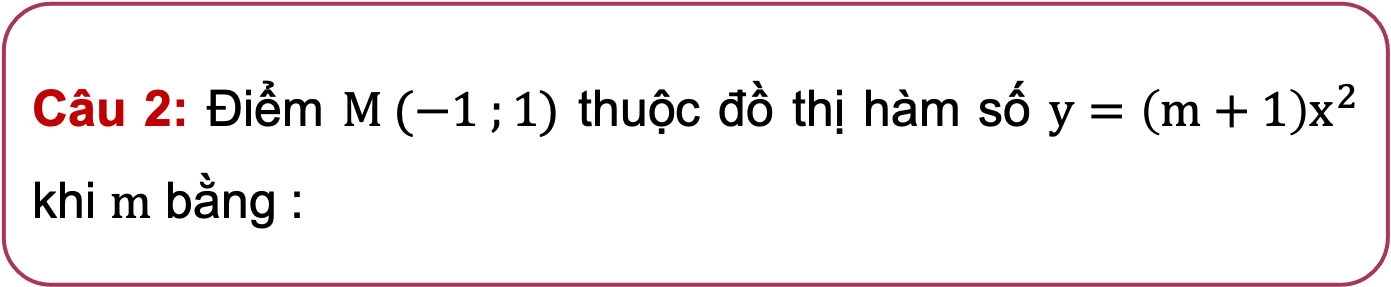 Câu 2: Điểm M (−1 ; 1) thuộc đồ thị hàm số y = (m + 1)x²
khi m bằng :